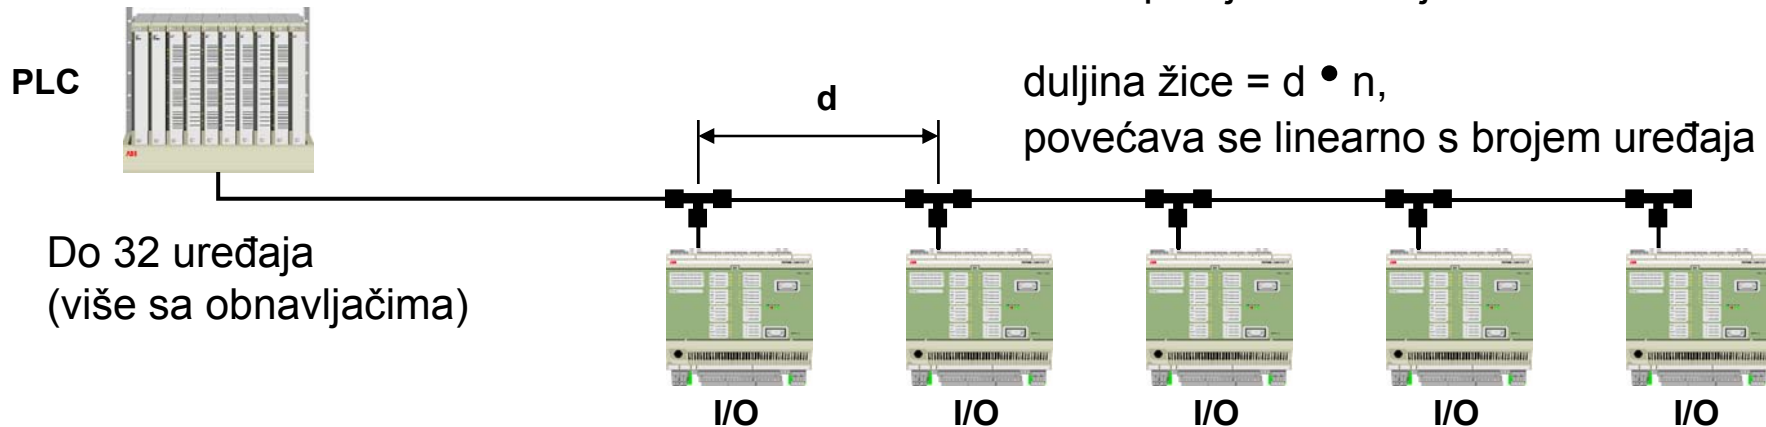 PLC
d
duljina žice = d • n,
povećava se linearno s brojem uređaja
Do 32 uređaja
(više sa obnavljačima)
I/O I/O I/O I/O I/O